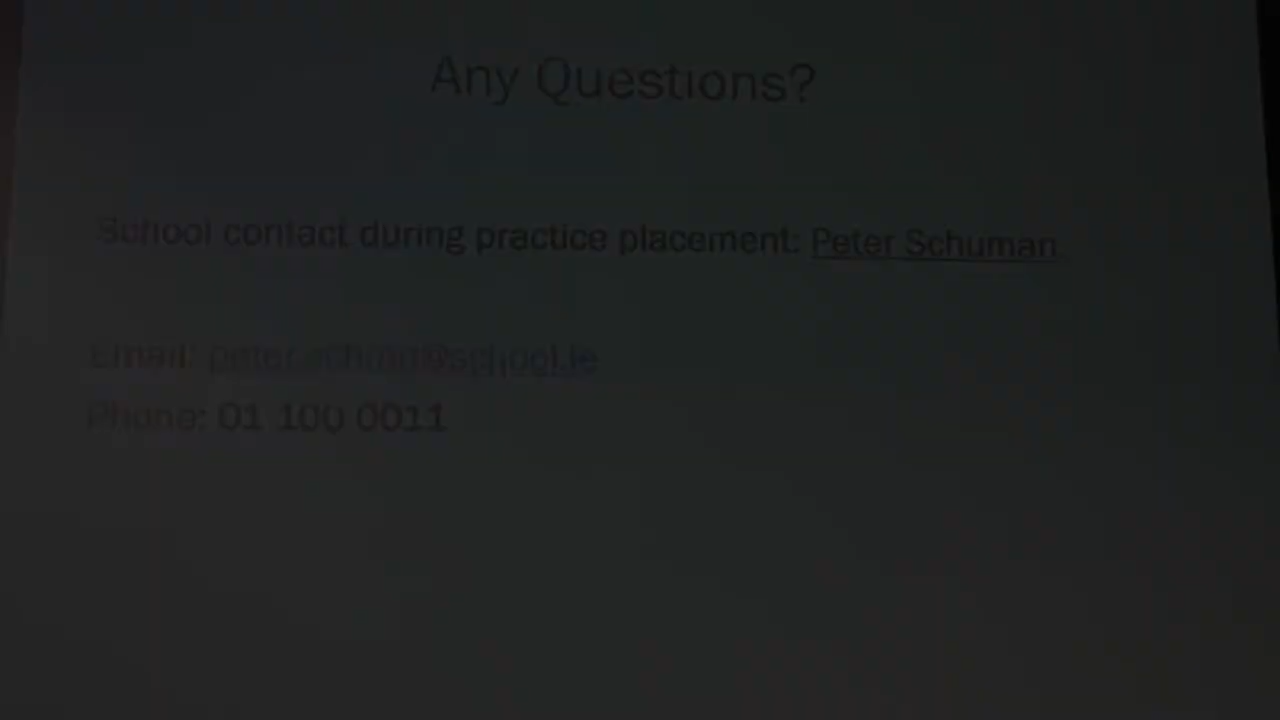 Any Questions?
School contact during practice placement: Peter Schuman
Email:
Phone: 01 100 0011